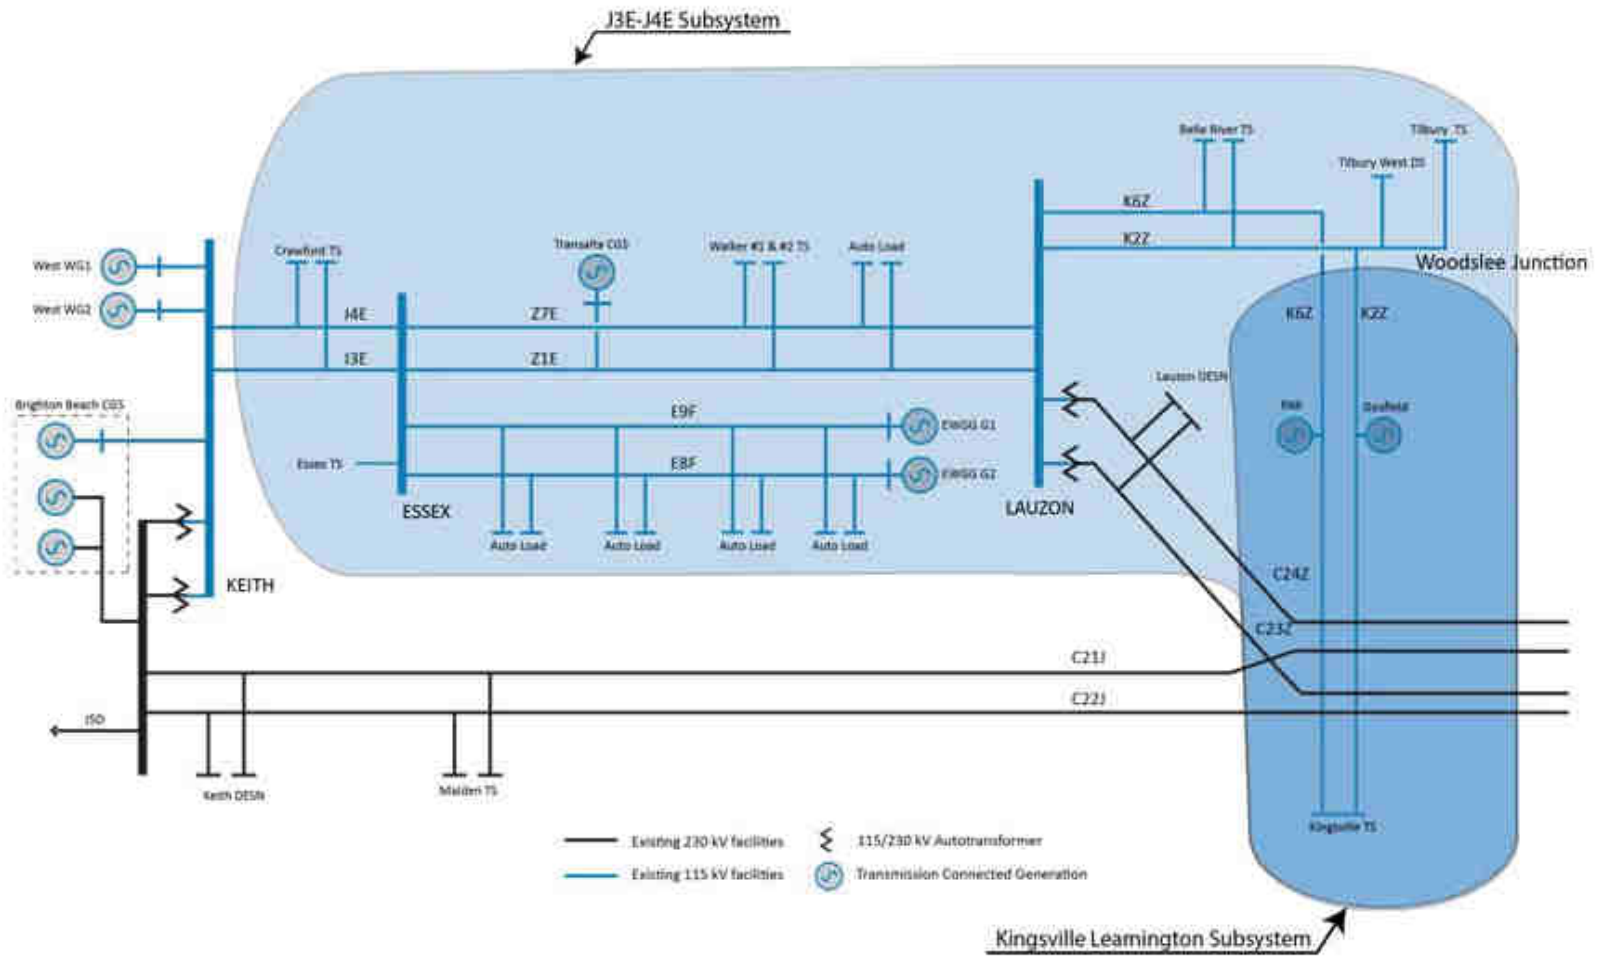 J3E-J4E Subsystem
Belle River TS
Tilbury TS
Tilbury West DS
K6Z
K2Z
Woodslee Junction
Crawford TS
Transalta CGS
Walker #1 & #2 TS
Auto Load
West WG1
West WG2
J4E
Z7E
K6Z
K2Z
J3E
Z1E
Lauzon DESN
Brighton Beach CGS
E9F
EWGG G1
Essex TS
E8F
EWGG G2
ESSEX
LAUZON
Auto Load
Auto Load
Auto Load
Auto Load
C24Z
KEITH
C23Z
C21J
C22J
J5D
Keith DESN
Malden TS
Kingsville TS
Existing 230 kV facilities
115/230 kV Autotransformer
Existing 115 kV facilities
Transmission Connected Generation
Kingsville Leamington Subsystem